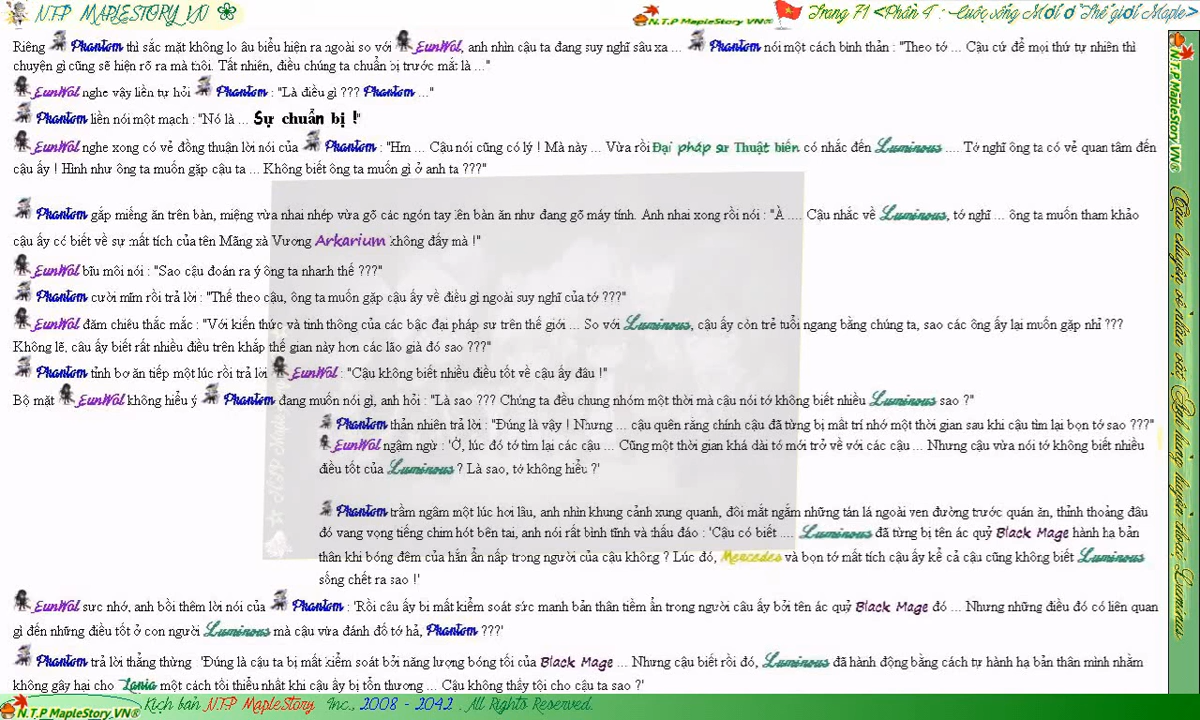 N.T.P MAPLESTORY VN
N.T.P MapleStory VN®
Trang 71 <Phần 4 : Cuộc sống Mới ở Thế giới Maple>
Riêng Phantom thì sắc mặt không lo âu biểu hiện ra ngoài so với EunWol, anh nhìn cậu ta đang suy nghĩ sâu xa ... Phantom nói một cách bình thản : "Theo tớ ... Cậu cứ để mọi thứ tự nhiên thì
chuyện gì cũng sẽ hiện rõ ra mà thôi. Tất nhiên, điều chúng ta chuẩn bị trước mắt là ..."
EunWol nghe vậy liền tự hỏi Phantom : "Là điều gì ??? Phantom ..."
Phantom liền nói một mạch : "Nó là ... Sự chuẩn bị !"
EunWol nghe xong có vẻ đồng thuận lời nói của Phantom : "Hm ... Cậu nói cũng có lý ! Mà này ... Vừa rồi Đại pháp sư Thuật biến có nhắc đến Luminous .... Tớ nghĩ ông ta có vẻ quan tâm đến
cậu ấy ! Hình như ông ta muốn gặp cậu ta ... Không biết ông ta muốn gì ở anh ta ???"
Phantom gắp miếng ăn trên bàn, miệng vừa nhai nhép vừa gõ các ngón tay lên bàn ăn như đang gõ máy tính. Anh nhai xong rồi nói : "À .... Cậu nhắc về Luminous, tớ nghĩ ... ông ta muốn tham khảo
cậu ấy có biết về sự mất tích của tên Mãng xà Vương Arkarium không đấy mà !"
EunWol bĩu môi nói : "Sao cậu đoán ra ý ông ta nhanh thế ???"
Phantom cười mĩm rồi trả lời : "Thế theo cậu, ông ta muốn gặp cậu ấy về điều gì ngoài suy nghĩ của tớ ???"
EunWol đăm chiêu thắc mắc : "Với kiến thức và tinh thông của các bậc đại pháp sư trên thế giới ... So với Luminous, cậu ấy còn trẻ tuổi ngang bằng chúng ta, sao các ông ấy lại muốn gặp nhỉ ???
Không lẽ, cậu ấy biết rất nhiều điều trên khắp thế gian này hơn các lão già đó sao ???"
Phantom tỉnh bơ ăn tiếp một lúc rồi trả lời EunWol : "Cậu không biết nhiều điều tốt về cậu ấy đâu !"
Bộ mặt EunWol không hiểu ý Phantom đang muốn nói gì, anh hỏi : "Là sao ??? Chúng ta đều chung nhóm một thời mà cậu nói tớ không biết nhiều Luminous sao ?"
Phantom thản nhiên trả lời : "Đúng là vậy ! Nhưng ... cậu quên rằng chính cậu đã từng bị mất trí nhớ một thời gian sau khi cậu tìm lại bọn tớ sao ???"
EunWol ngậm ngừ : 'Ờ, lúc đó tớ tìm lại các cậu ... Cũng một thời gian khá dài tớ mới trở về với các cậu ... Nhưng cậu vừa nói tớ không biết nhiều
điều tốt của Luminous ? Là sao, tớ không hiểu ?'
Phantom trầm ngâm một lúc hơi lâu, anh nhìn khung cảnh xung quanh, đôi mắt ngắm những tán lá ngoài ven đường trước quán ăn, thỉnh thoảng đâu
đó vang vọng tiếng chim hót bên tai, anh nói rất bình tĩnh và thấu đáo : 'Cậu có biết .... Luminous đã từng bị tên ác quỷ Black Mage hành hạ bản
thân khi bóng đêm của hắn ẩn nấp trong người của cậu không ? Lúc đó, Mercedes và bọn tớ mất tích cậu ấy kể cả cậu cũng không biết Luminous
sống chết ra sao !'
EunWol sực nhớ, anh bồi thêm lời nói của Phantom : 'Rồi cậu ấy bị mất kiểm soát sức mạnh bản thân tiềm ẩn trong người cậu ấy bởi tên ác quỷ Black Mage đó ... Nhưng những điều đó có liên quan
gì đến những điều tốt ở con người Luminous mà cậu vừa đánh đố tớ hả, Phantom ???'
Phantom trả lời thẳng thừng 'Đúng là cậu ta bị mất kiểm soát bởi năng lượng bóng tối của Black Mage ... Nhưng cậu biết rồi đó, Luminous đã hành động bằng cách tự hành hạ bản thân mình nhằm
không gây hại cho Lania một cách tối thiểu nhất khi cậu ấy bị tổn thương ... Cậu không thấy tội cho cậu ta sao ?'
N.T.P MapleStory VN®
Kịch bản N.T.P MapleStory Inc., 2008 - 2042 . All Rights Reserved.
N.T.P MapleStory.VN®
Câu chuyện về nhân vật Anh hùng huyền thoại Luminus